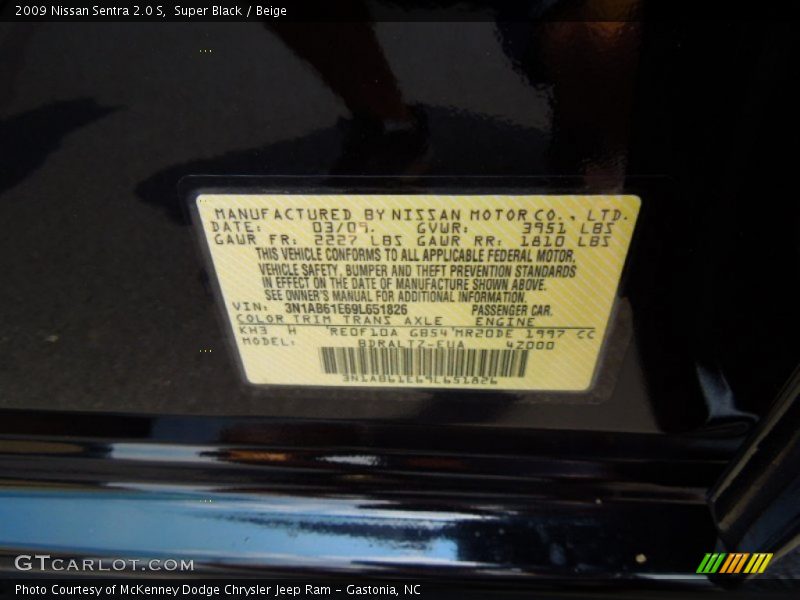 2009 Nissan Sentra 2.0 S, Super Black / Beige
MANUFACTURED BY NISSAN MOTOR CO., LTD.
DATE: 03/09. GVWR: 3951 LBS
GAWR FR: 2227 LBS GAWR RR: 1810 LBS
THIS VEHICLE CONFORMS TO ALL APPLICABLE FEDERAL MOTOR
VEHICLE SAFETY, BUMPER AND THEFT PREVENTION STANDARDS
IN EFFECT ON THE DATE OF MANUFACTURE SHOWN ABOVE.
SEE OWNER'S MANUAL FOR ADDITIONAL INFORMATION.
VIN: 3N1AB61E69L651826 PASSENGER CAR.
COLOR TRIM TRANS AXLE ENGINE
KH3 H RE0F10A GB54 MR20DE 1997 CC
MODEL: BDRALTZ-EUA 42000
3N1AB61E69L651826
GTCARLOT.COM
Photo Courtesy of McKenney Dodge Chrysler Jeep Ram - Gastonia, NC